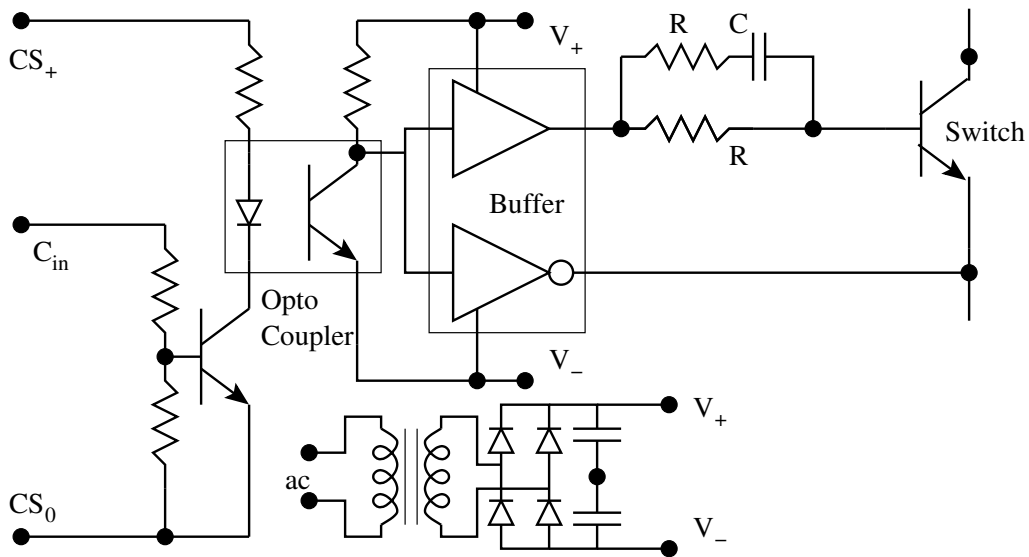 CS+
V+
R
C
Switch
R
Buffer
Cin
Opto
Coupler
V−
V+
ac
CS0
V−